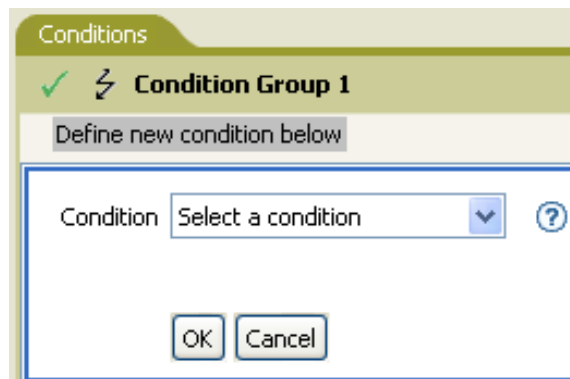 Conditions
Condition Group 1
Define new condition below
Condition Select a condition ?
OK Cancel